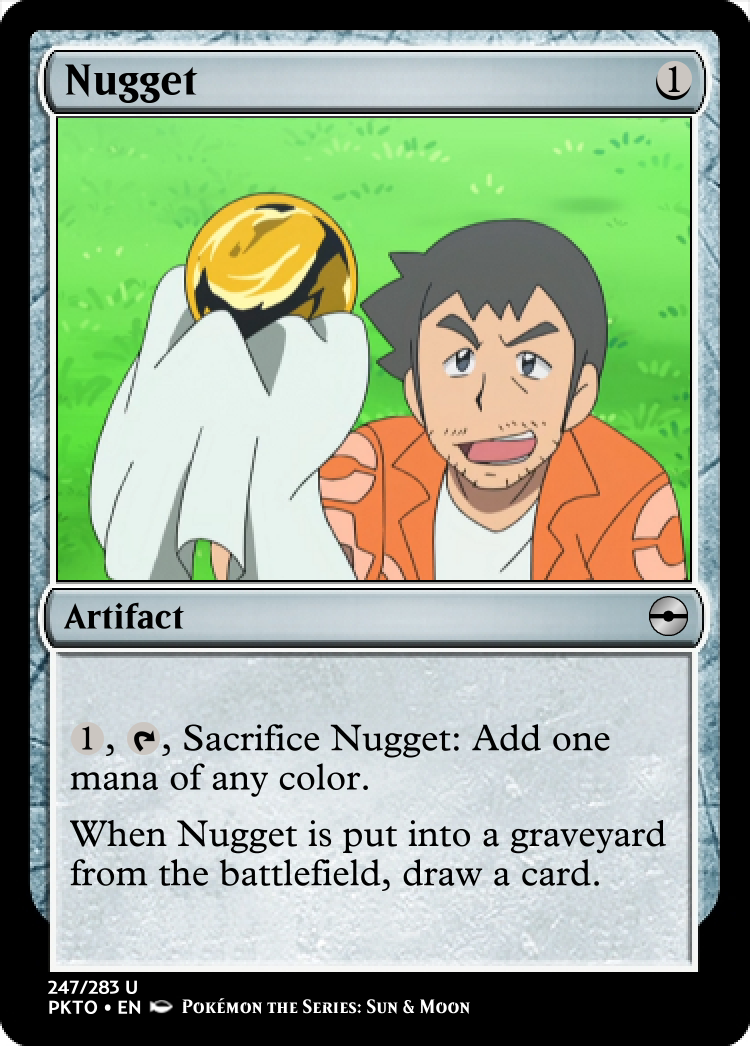 Nugget 1
Artifact
1, , Sacrifice Nugget: Add one
mana of any color.
When Nugget is put into a graveyard
from the battlefield, draw a card.
247/283 U
PKTO • EN Pokémon the Series: Sun & Moon